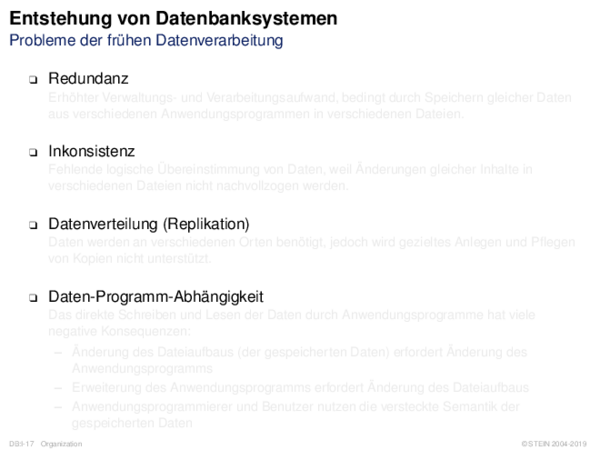 Entstehung von Datenbanksystemen
Probleme der frühen Datenverarbeitung
❑ Redundanz
Erhöhter Verwaltungs- und Verarbeitungsaufwand, bedingt durch Speichern gleicher Daten
aus verschiedenen Anwendungsprogrammen in verschiedenen Dateien.
❑ Inkonsistenz
Fehlende logische Übereinstimmung von Daten, weil Änderungen gleicher Inhalte in
verschiedenen Dateien nicht nachvollzogen werden.
❑ Datenverteilung (Replikation)
Daten werden an verschiedenen Orten benötigt, jedoch wird gezieltes Anlegen und Pflegen
von Kopien nicht unterstützt.
❑ Daten-Programm-Abhängigkeit
Das direkte Schreiben und Lesen der Daten durch Anwendungsprogramme hat viele
negative Konsequenzen:
– Änderung des Dateiaufbaus (der gespeicherten Daten) erfordert Änderung des
Anwendungsprogramms
– Erweiterung des Anwendungsprogramms erfordert Änderung des Dateiaufbaus
– Anwendungsprogrammierer und Benutzer nutzen die versteckte Semantik der
gespeicherten Daten
DB:I-17 Organization © STEIN 2004-2019